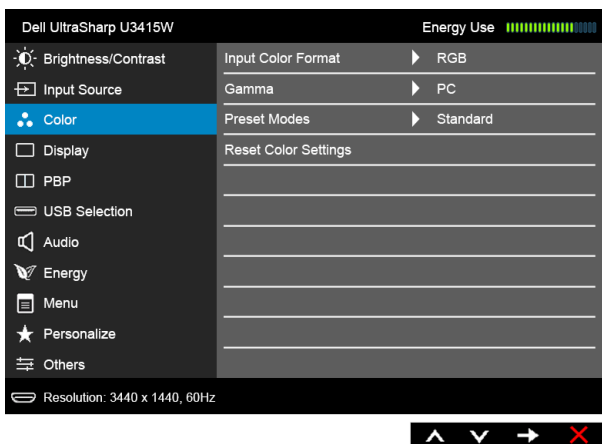 Dell UltraSharp U3415W Energy Use
Brightness/Contrast Input Color Format RGB
Input Source Gamma PC
Color Preset Modes Standard
Display Reset Color Settings
PBP
USB Selection
Audio
Energy
Menu
Personalize
Others
Resolution: 3440 x 1440, 60Hz